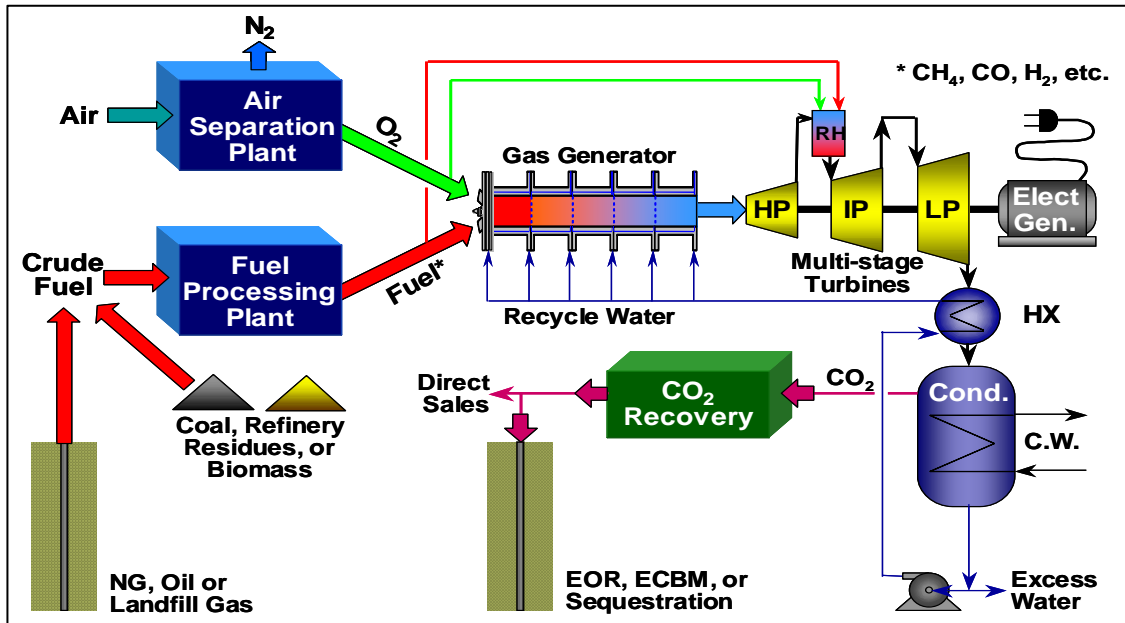 N2
Air
Air
Separation
Plant
O2
* CH4, CO, H2, etc.
RH
Gas Generator
HP
IP
LP
Elect
Gen.
Multi-stage
Turbines
Crude
Fuel
Fuel
Processing
Plant
Fuel*
Recycle Water
HX
Direct
Sales
CO2
Recovery
CO2
Cond.
C.W.
Coal, Refinery
Residues, or
Biomass
NG, Oil or
Landfill Gas
EOR, ECBM, or
Sequestration
Excess
Water